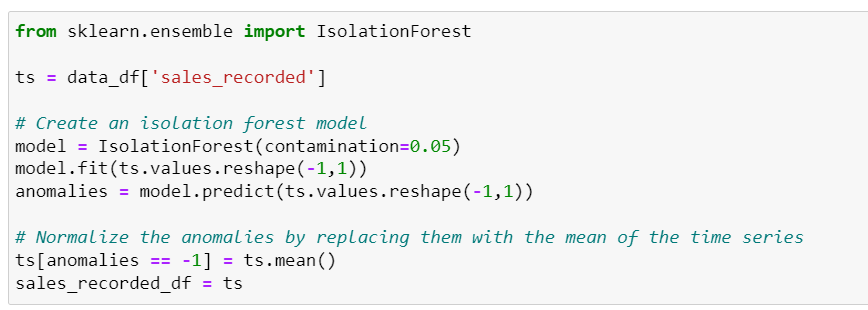 from sklearn.ensemble import IsolationForest
ts = data_df['sales_recorded']
# Create an isolation forest model
model = IsolationForest(contamination=0.05)
model.fit(ts.values.reshape(-1,1))
anomalies = model.predict(ts.values.reshape(-1,1))
# Normalize the anomalies by replacing them with the mean of the time series
ts[anomalies == -1] = ts.mean()
sales_recorded_df = ts